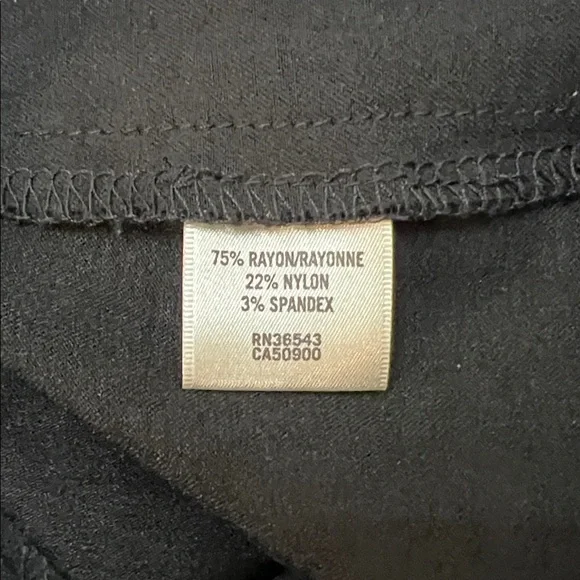 75% RAYON/RAYONNE
22% NYLON
3% SPANDEX
RN36543
CA50900